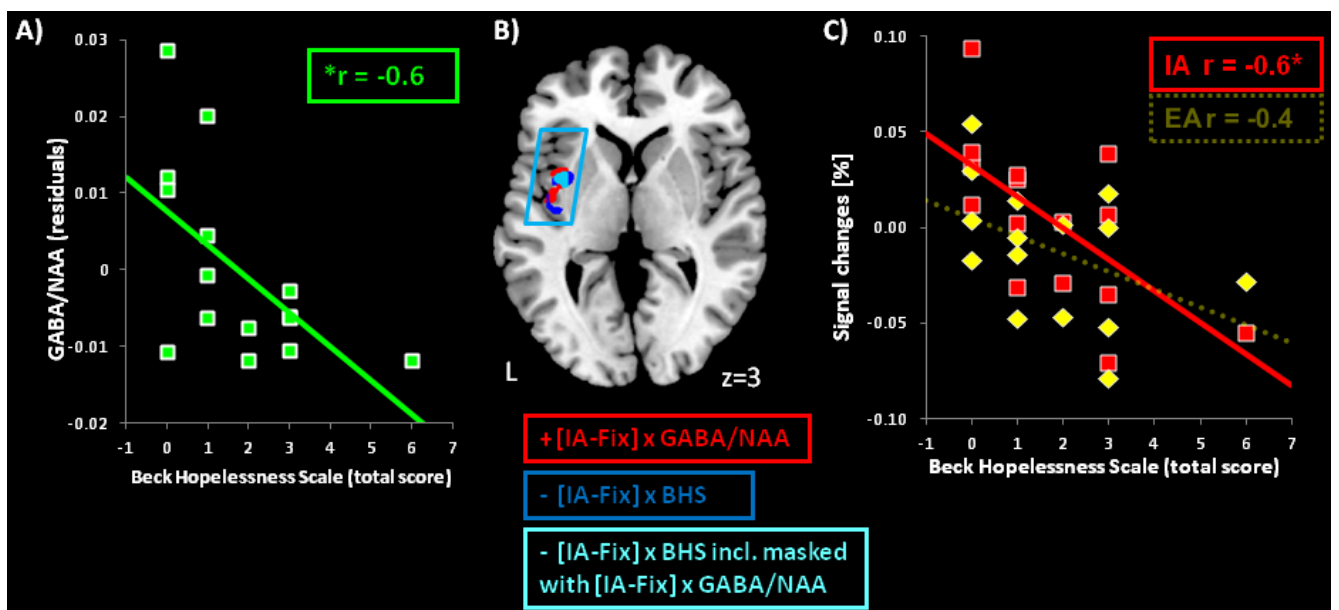 A)
0.03
0.02
0.01
0
-0.01
-0.02
GABA/NAA (residuals)
*r = -0.6
-1 0 1 2 3 4 5 6 7
Beck Hopelessness Scale (total score)
B)
L
z=3
+[IA-Fix] x GABA/NAA
- [IA-Fix] x BHS
- [IA-Fix] x BHS incl. masked
with [IA-Fix] x GABA/NAA
C)
0.10
0.05
0.00
-0.05
-0.10
Signal changes [%]
IA r = -0.6*
EA r = -0.4
-1 0 1 2 3 4 5 6 7
Beck Hopelessness Scale (total score)